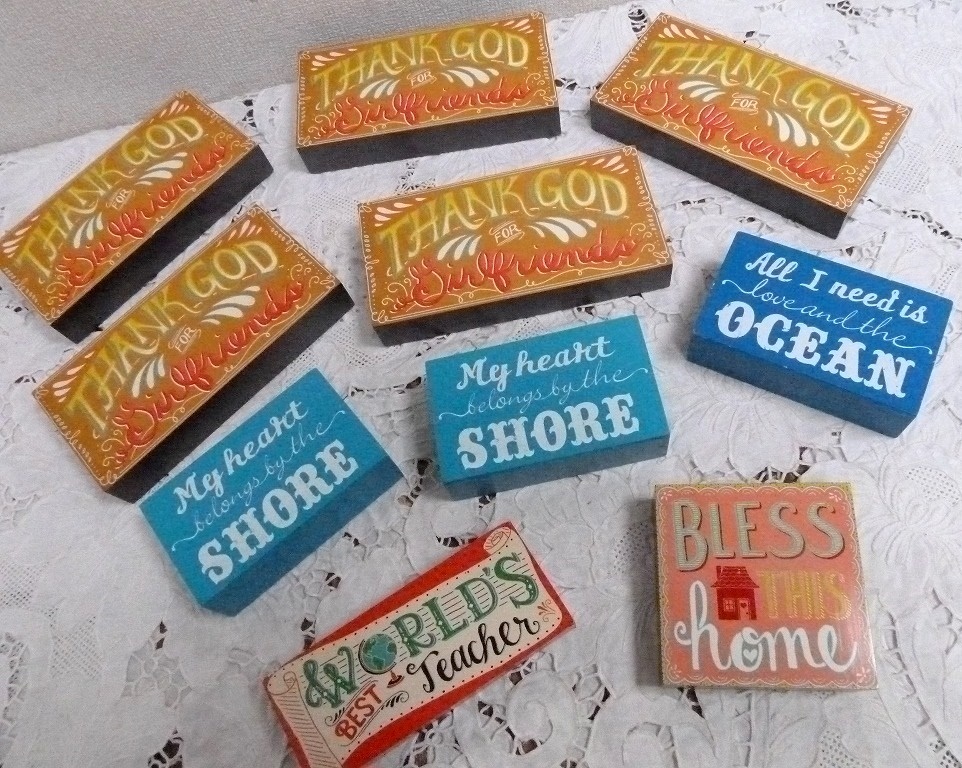 THANK GOD
FOR
Girlfriends
THANK GOD
FOR
Girlfriends
THANK GOD
FOR
Girlfriends
THANK GOD
FOR
Girlfriends
THANK GOD
FOR
Girlfriends
All I need is
love and the
OCEAN
My heart
belongs by the
SHORE
My heart
belongs by the
SHORE
WORLD'S
BEST Teacher
BLESS
THIS
home